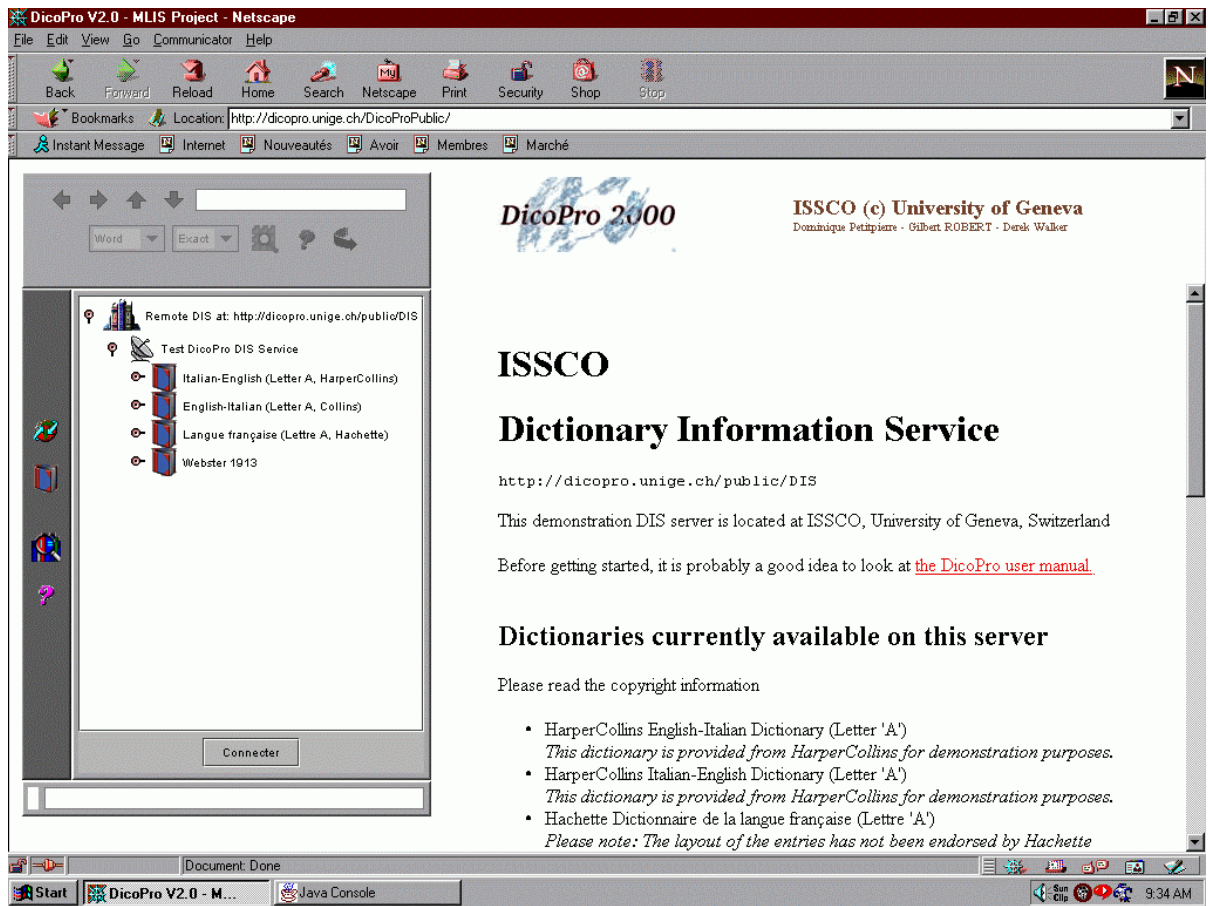 DicoPro V2.0 - MLIS Project - Netscape
File Edit View Go Communicator Help
Back Forward Reload Home Search Netscape Print Security Shop Stop
Bookmarks Location: http://dicopro.unige.ch/DicoProPublic/
Instant Message Internet Nouveautés Avoir Membres Marché
Word Exact
Remote DIS at: http://dicopro.unige.ch/public/DIS
Test DicoPro DIS Service
Italian-English (Letter A, HarperCollins)
English-Italian (Letter A, Collins)
Langue française (Lettre A, Hachette)
Webster 1913
Connecter
DicoPro 2000
ISSCO (c) University of Geneva
Dominique Petitpierre - Gilbert ROBERT - Derek Walker
ISSCO
Dictionary Information Service
http://dicopro.unige.ch/public/DIS
This demonstration DIS server is located at ISSCO, University of Geneva, Switzerland
Before getting started, it is probably a good idea to look at the DicoPro user manual.
Dictionaries currently available on this server
Please read the copyright information
• HarperCollins English-Italian Dictionary (Letter 'A')
This dictionary is provided from HarperCollins for demonstration purposes.
• HarperCollins Italian-English Dictionary (Letter 'A')
This dictionary is provided from HarperCollins for demonstration purposes.
• Hachette Dictionnaire de la langue française (Lettre 'A')
Please note: The layout of the entries has not been endorsed by Hachette
Document: Done
Start DicoPro V2.0 - M... Java Console Sun Clip 9:34 AM